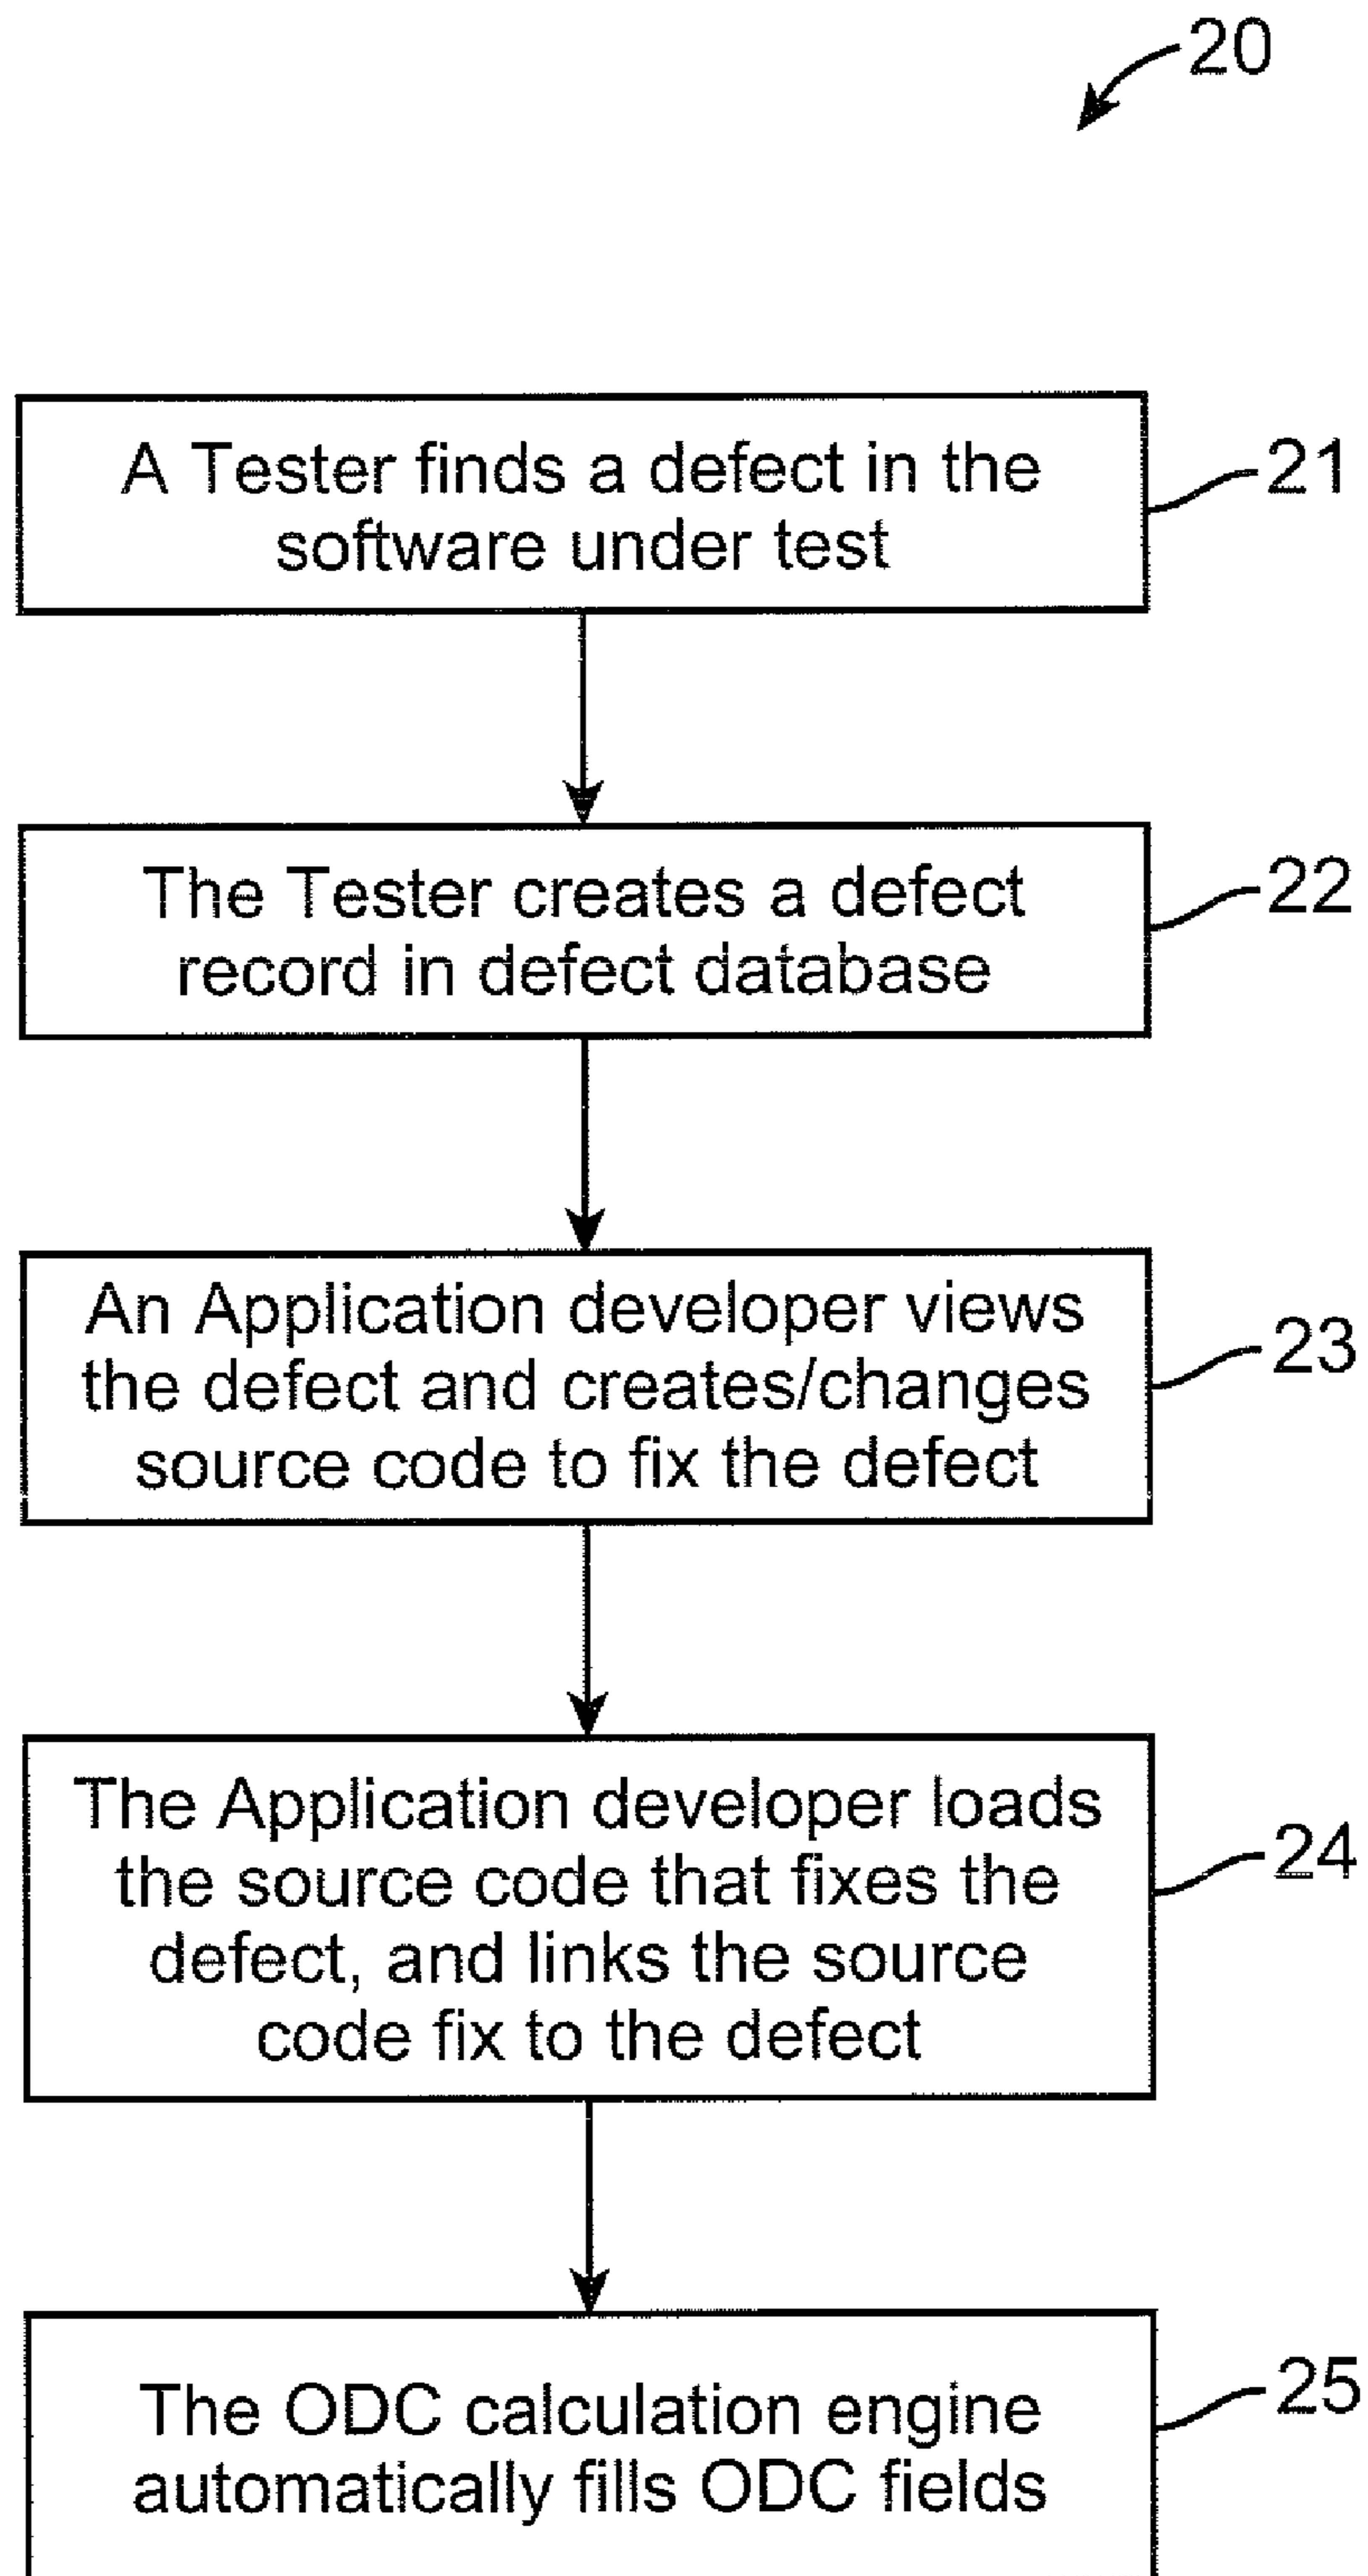 20
A Tester finds a defect in the
software under test
21
The Tester creates a defect
record in defect database
22
An Application developer views
the defect and creates/changes
source code to fix the defect
23
The Application developer loads
the source code that fixes the
defect, and links the source
code fix to the defect
24
The ODC calculation engine
automatically fills ODC fields
25